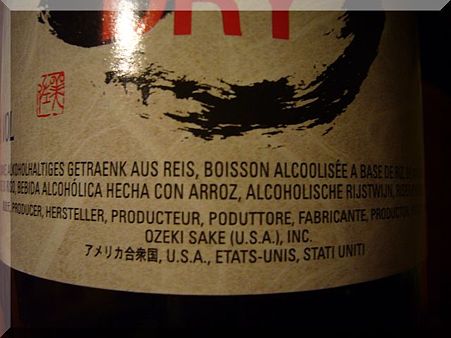 DRY
OL
ALKOHOLHALTIGES GETRAENK AUS REIS, BOISSON ALCOOLISÉE A BASE DE RIZ,
BEBIDA ALCOHÓLICA HECHA CON ARROZ, ALCOHOLISCHE RIJSTWIJN,
PRODUCER, HERSTELLER, PRODUCTEUR, PODUTTORE, FABRICANTE,
OZEKI SAKE (U.S.A.), INC.
アメリカ合衆国, U.S.A., ETATS-UNIS, STATI UNITI